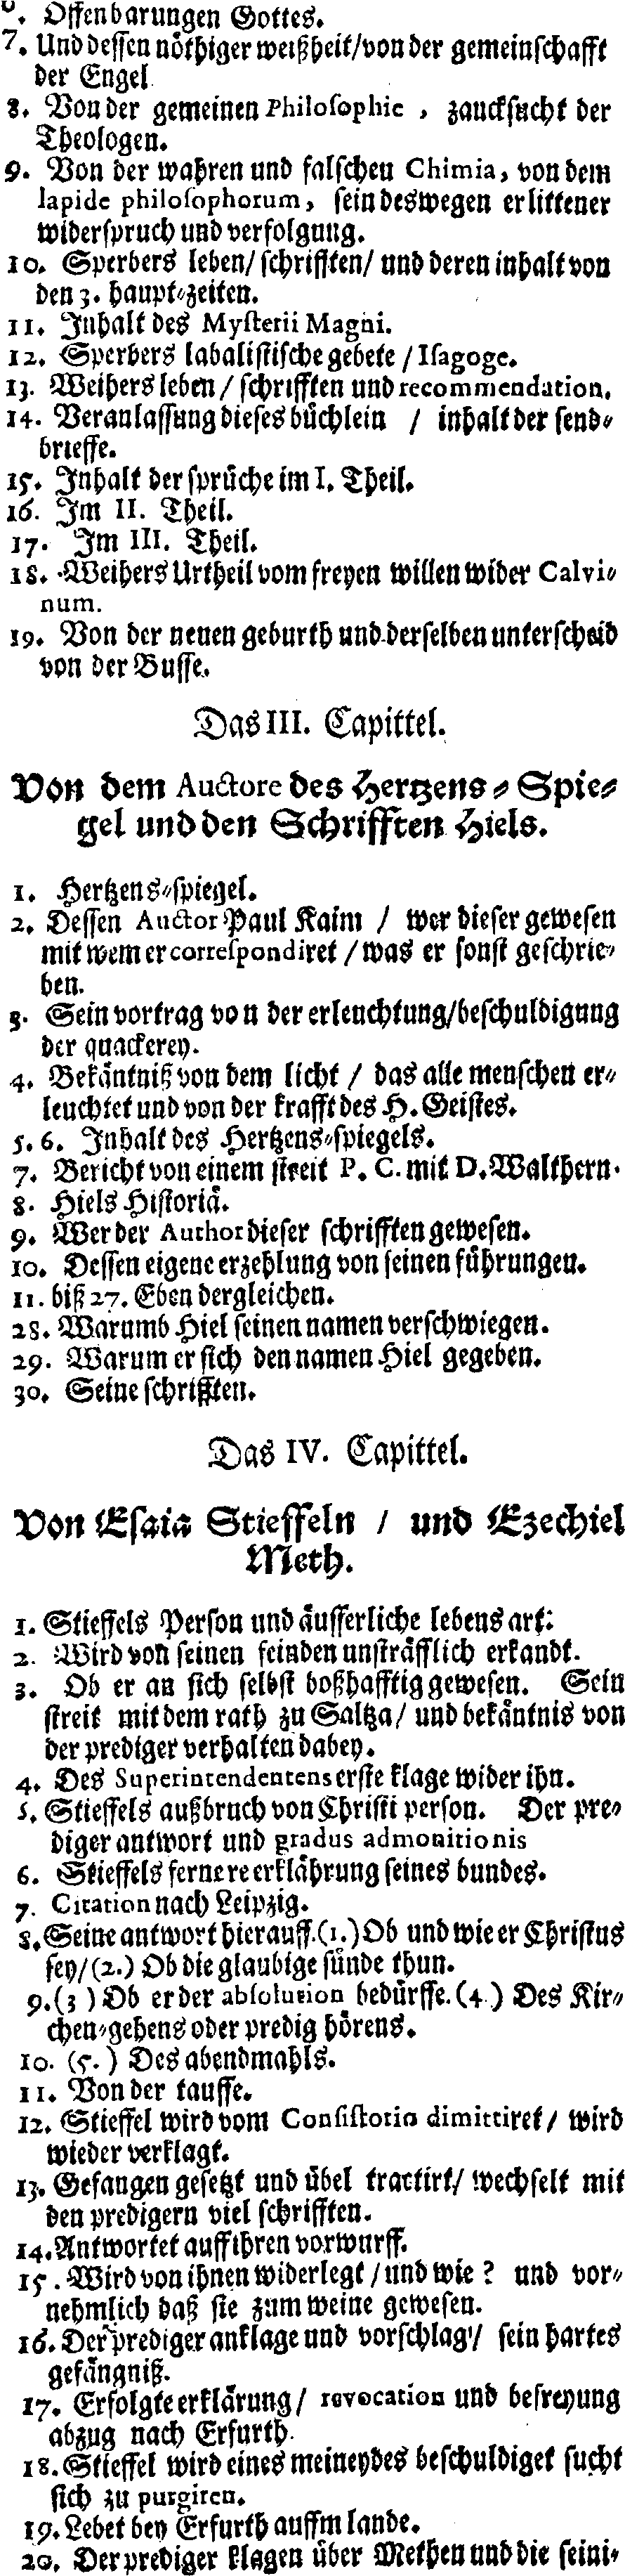 6. Offenbarungen Gottes.
7. Und dessen nöthiger weißheit/von der gemeinschafft
der Engel
8. Von der gemeinen Philosophie , zancksucht der
Theologen.
9. Von der wahren und falschen Chimia, von dem
lapide philosophorum, sein deswegen erlittener
widerspruch und verfolgung.
10. Sperbers leben/ schrifften/ und deren inhalt von
den 3. haupt-zeiten.
11. Inhalt des Mysterii Magni.
12. Sperbers kabalistische gebete / Isagoge.
13. Weihers leben / schrifften und recommendation.
14. Veranlassung dieses büchlein / inhalt der send-
brieffe.
15. Inhalt der sprüche im I. Theil.
16. Im II. Theil.
17. Im III. Theil.
18. Weihers Urtheil vom freyen willen wider Calvi-
num.
19. Von der neuen geburth und derselben unterscheid
von der Busse.
Das III. Capittel.
Von dem Auctore des Hertzens-Spie-
gel und den Schrifften Hiels.
1. Hertzens-spiegel.
2. Dessen Auctor Paul Kaim / wer dieser gewesen
mit wem er correspondiret / was er sonst geschrie-
ben.
3. Sein vortrag von der erleuchtung/beschuldigung
der quackerey.
4. Bekäntniß von dem licht / das alle menschen er-
leuchtet und von der krafft des H. Geistes.
5. 6. Inhalt des Hertzens-spiegels.
7. Bericht von einem streit P. C. mit D. Walthern.
8. Hiels Historia.
9. Wer der Author dieser schrifften gewesen.
10. Dessen eigene erzehlung von seinen führungen.
11. biß 27. Eben dergleichen.
28. Warumb Hiel seinen namen verschwiegen.
29. Warum er sich den namen Hiel gegeben.
30. Seine schrifften.
Das IV. Capittel.
Von Esaia Stieffeln / und Ezechiel
Meth.
1. Stieffels Person und äusserliche lebens art.
2. Wird von seinen feinden unsträfflich erkandt.
3. Ob er an sich selbst boßhafftig gewesen. Sein
streit mit dem rath zu Saltza/ und bekäntnis von
der prediger verhalten dabey.
4. Des Superintendentens erste klage wider ihn.
5. Stieffels außbruch von Christi person. Der pre-
diger antwort und gradus admonitionis
6. Stieffels fernere erklährung seines bundes.
7. Citation nach Leipzig.
8. Seine antwort hierauff. (1.) Ob und wie er Christus
sey/ (2.) Ob die glaubige sünde thun.
9. (3 ) Ob er der absolution bedürffe. (4.) Des Kir-
chen-gehens oder predig hörens.
10. (5. ) Des abendmahls.
11. Von der tauffe.
12. Stieffel wird vom Consistorio dimittiret / wird
wieder verklagt.
13. Gefangen gesetzt und übel tractirt/ wechselt mit
den predigern viel schrifften.
14. Antwortet auff ihren vorwurff.
15. Wird von ihnen widerlegt / und wie ? und vor-
nehmlich daß sie zum weine gewesen.
16. Der prediger anklage und vorschlag / sein hartes
gefängniß.
17. Erfolgte erklärung / revocation und befreyung
abzug nach Erfurth.
18. Stieffel wird eines meineydes beschuldiget sucht
sich zu purgiren.
19. Lebet bey Erfurth auffm lande.
20. Der prediger klagen über Methen und die seini-